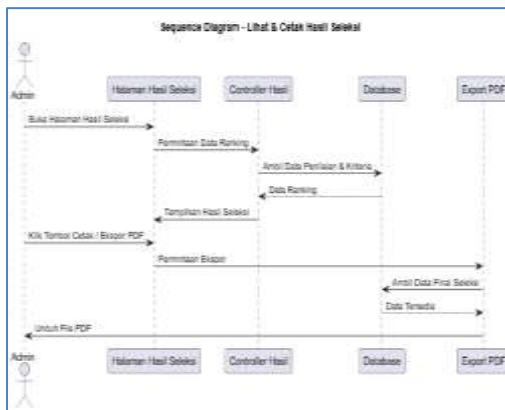 Sequence Diagram - Lihat & Cetak Hasil Seleksi
Admin
Halaman Hasil Seleksi
Controller Hasil
Database
Export PDF
Buka Halaman Hasil Seleksi
Permintaan Data Ranking
Ambil Data Penilaian & Kriteria
Data Ranking
Tampilkan Hasil Seleksi
Klik Tombol Cetak / Ekspor PDF
Permintaan Ekspor
Ambil Data Final Seleksi
Data Tersedia
Unduh File PDF
Admin
Halaman Hasil Seleksi
Controller Hasil
Database
Export PDF